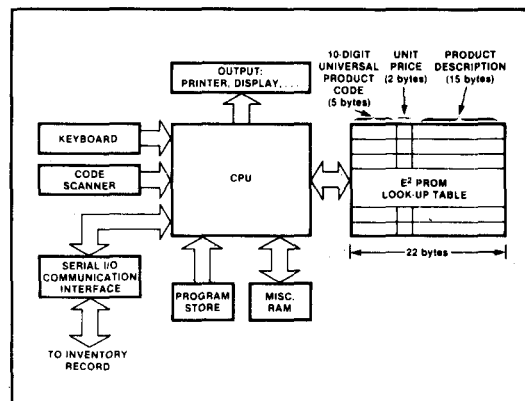 OUTPUT:
PRINTER, DISPLAY, . . .
10-DIGIT
UNIVERSAL
PRODUCT
CODE
(5 bytes)
UNIT
PRICE
(2 bytes)
PRODUCT
DESCRIPTION
(15 bytes)
KEYBOARD
CODE
SCANNER
CPU
E² PROM
LOOK-UP TABLE
22 bytes
SERIAL I/O
COMMUNICATION
INTERFACE
PROGRAM
STORE
MISC.
RAM
TO INVENTORY
RECORD